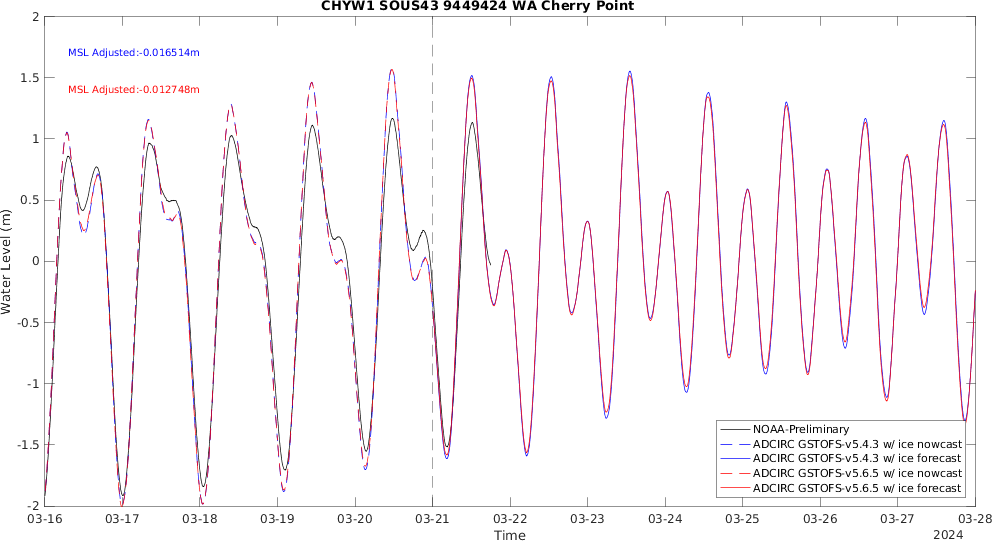 CHYW1 SOUS43 9449424 WA Cherry Point
MSL Adjusted:-0.016514m
MSL Adjusted:-0.012748m
Water Level (m)
2
1.5
1
0.5
0
-0.5
-1
-1.5
-2
NOAA-Preliminary
ADCIRC GSTOFS-v5.4.3 w/ ice nowcast
ADCIRC GSTOFS-v5.4.3 w/ ice forecast
ADCIRC GSTOFS-v5.6.5 w/ ice nowcast
ADCIRC GSTOFS-v5.6.5 w/ ice forecast
03-16 03-17 03-18 03-19 03-20 03-21 03-22 03-23 03-24 03-25 03-26 03-27 03-28
Time
2024